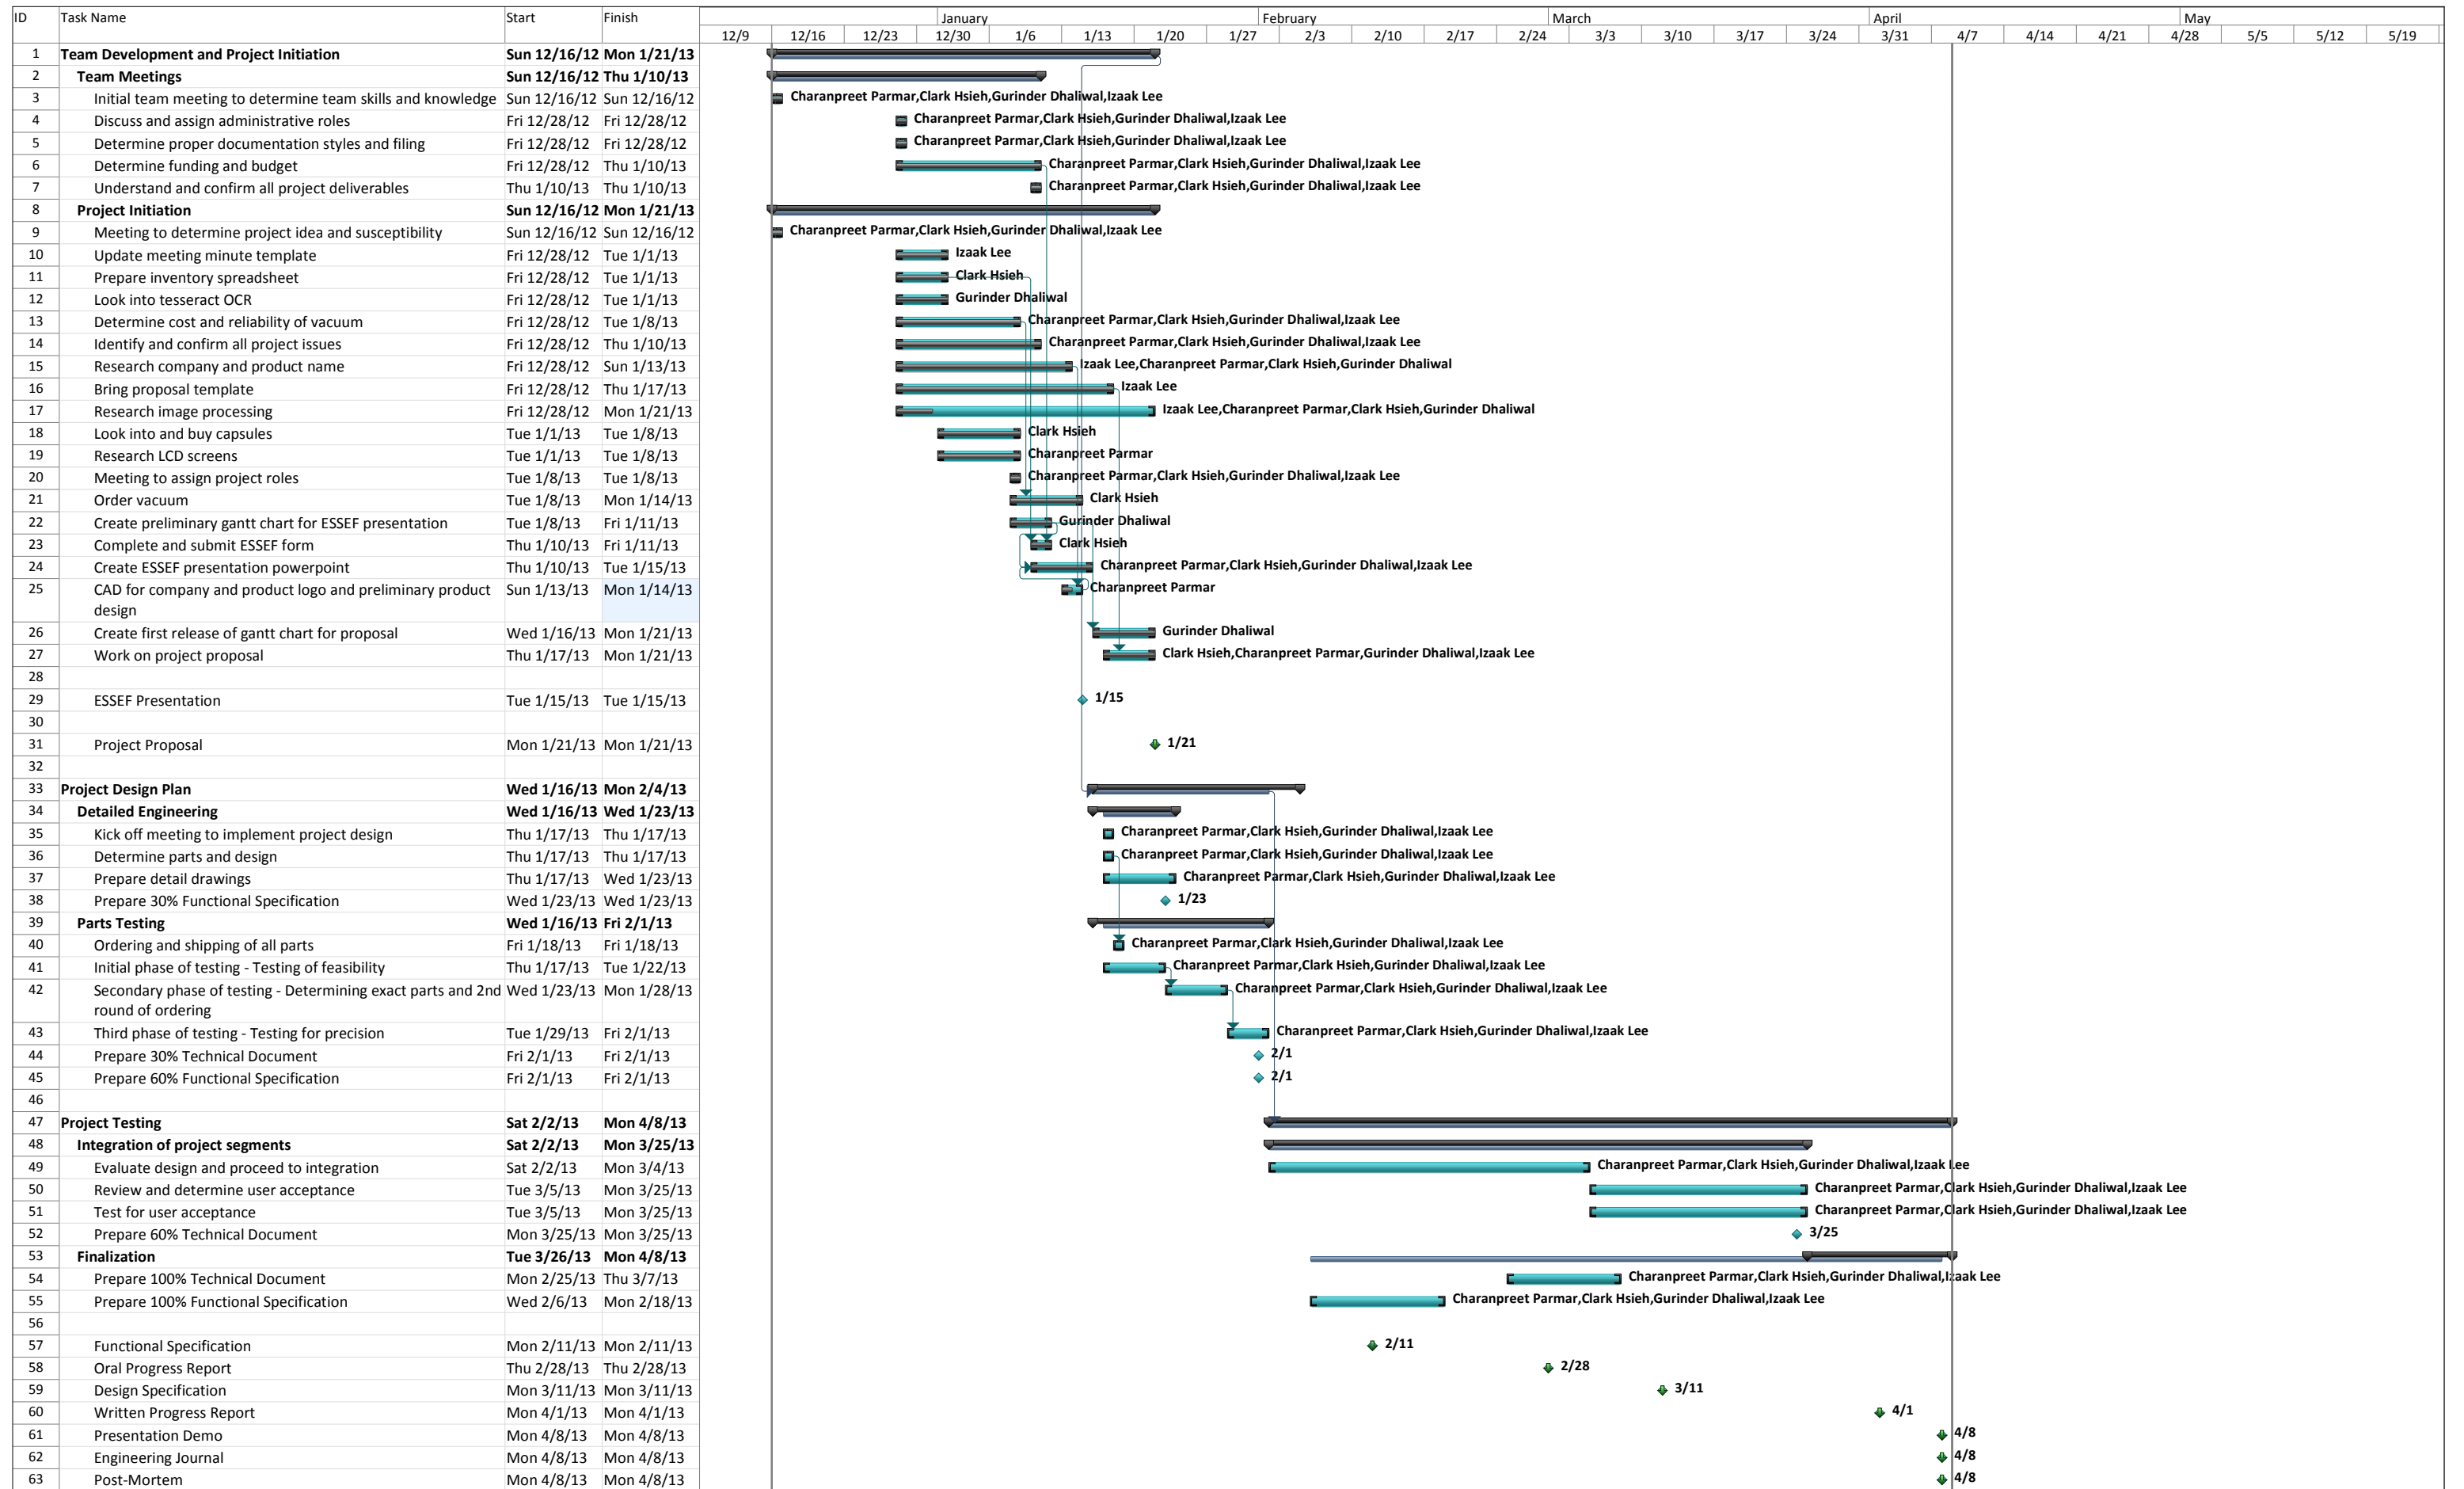 ID Task Name Start Finish January February March April May
12/9 12/16 12/23 12/30 1/6 1/13 1/20 1/27 2/3 2/10 2/17 2/24 3/3 3/10 3/17 3/24 3/31 4/7 4/14 4/21 4/28 5/5 5/12 5/19
1 Team Development and Project Initiation Sun 12/16/12 Mon 1/21/13
2 Team Meetings Sun 12/16/12 Thu 1/10/13
3 Initial team meeting to determine team skills and knowledge Sun 12/16/12 Sun 12/16/12 Charanpreet Parmar,Clark Hsieh,Gurinder Dhaliwal,Izaak Lee
4 Discuss and assign administrative roles Fri 12/28/12 Fri 12/28/12 Charanpreet Parmar,Clark Hsieh,Gurinder Dhaliwal,Izaak Lee
5 Determine proper documentation styles and filing Fri 12/28/12 Fri 12/28/12 Charanpreet Parmar,Clark Hsieh,Gurinder Dhaliwal,Izaak Lee
6 Determine funding and budget Fri 12/28/12 Thu 1/10/13 Charanpreet Parmar,Clark Hsieh,Gurinder Dhaliwal,Izaak Lee
7 Understand and confirm all project deliverables Thu 1/10/13 Thu 1/10/13 Charanpreet Parmar,Clark Hsieh,Gurinder Dhaliwal,Izaak Lee
8 Project Initiation Sun 12/16/12 Mon 1/21/13
9 Meeting to determine project idea and susceptibility Sun 12/16/12 Sun 12/16/12 Charanpreet Parmar,Clark Hsieh,Gurinder Dhaliwal,Izaak Lee
10 Update meeting minute template Fri 12/28/12 Tue 1/1/13 Izaak Lee
11 Prepare inventory spreadsheet Fri 12/28/12 Tue 1/1/13 Clark Hsieh
12 Look into tesseract OCR Fri 12/28/12 Tue 1/1/13 Gurinder Dhaliwal
13 Determine cost and reliability of vacuum Fri 12/28/12 Tue 1/8/13 Charanpreet Parmar,Clark Hsieh,Gurinder Dhaliwal,Izaak Lee
14 Identify and confirm all project issues Fri 12/28/12 Thu 1/10/13 Charanpreet Parmar,Clark Hsieh,Gurinder Dhaliwal,Izaak Lee
15 Research company and product name Fri 12/28/12 Sun 1/13/13 Izaak Lee,Charanpreet Parmar,Clark Hsieh,Gurinder Dhaliwal
16 Bring proposal template Fri 12/28/12 Thu 1/17/13 Izaak Lee
17 Research image processing Fri 12/28/12 Mon 1/21/13 Izaak Lee,Charanpreet Parmar,Clark Hsieh,Gurinder Dhaliwal
18 Look into and buy capsules Tue 1/1/13 Tue 1/8/13 Clark Hsieh
19 Research LCD screens Tue 1/1/13 Tue 1/8/13 Charanpreet Parmar
20 Meeting to assign project roles Tue 1/8/13 Tue 1/8/13 Charanpreet Parmar,Clark Hsieh,Gurinder Dhaliwal,Izaak Lee
21 Order vacuum Tue 1/8/13 Mon 1/14/13 Clark Hsieh
22 Create preliminary gantt chart for ESSEF presentation Tue 1/8/13 Fri 1/11/13 Gurinder Dhaliwal
23 Complete and submit ESSEF form Thu 1/10/13 Fri 1/11/13 Clark Hsieh
24 Create ESSEF presentation powerpoint Thu 1/10/13 Tue 1/15/13 Charanpreet Parmar,Clark Hsieh,Gurinder Dhaliwal,Izaak Lee
25 CAD for company and product logo and preliminary product Sun 1/13/13 Mon 1/14/13 Charanpreet Parmar
design
26 Create first release of gantt chart for proposal Wed 1/16/13 Mon 1/21/13 Gurinder Dhaliwal
27 Work on project proposal Thu 1/17/13 Mon 1/21/13 Clark Hsieh,Charanpreet Parmar,Gurinder Dhaliwal,Izaak Lee
28
29 ESSEF Presentation Tue 1/15/13 Tue 1/15/13 1/15
30
31 Project Proposal Mon 1/21/13 Mon 1/21/13 1/21
32
33 Project Design Plan Wed 1/16/13 Mon 2/4/13
34 Detailed Engineering Wed 1/16/13 Wed 1/23/13
35 Kick off meeting to implement project design Thu 1/17/13 Thu 1/17/13 Charanpreet Parmar,Clark Hsieh,Gurinder Dhaliwal,Izaak Lee
36 Determine parts and design Thu 1/17/13 Thu 1/17/13 Charanpreet Parmar,Clark Hsieh,Gurinder Dhaliwal,Izaak Lee
37 Prepare detail drawings Thu 1/17/13 Wed 1/23/13 Charanpreet Parmar,Clark Hsieh,Gurinder Dhaliwal,Izaak Lee
38 Prepare 30% Functional Specification Wed 1/23/13 Wed 1/23/13 1/23
39 Parts Testing Wed 1/16/13 Fri 2/1/13
40 Ordering and shipping of all parts Fri 1/18/13 Fri 1/18/13 Charanpreet Parmar,Clark Hsieh,Gurinder Dhaliwal,Izaak Lee
41 Initial phase of testing - Testing of feasibility Thu 1/17/13 Tue 1/22/13 Charanpreet Parmar,Clark Hsieh,Gurinder Dhaliwal,Izaak Lee
42 Secondary phase of testing - Determining exact parts and 2nd Wed 1/23/13 Mon 1/28/13 Charanpreet Parmar,Clark Hsieh,Gurinder Dhaliwal,Izaak Lee
round of ordering
43 Third phase of testing - Testing for precision Tue 1/29/13 Fri 2/1/13 Charanpreet Parmar,Clark Hsieh,Gurinder Dhaliwal,Izaak Lee
44 Prepare 30% Technical Document Fri 2/1/13 Fri 2/1/13 2/1
45 Prepare 60% Functional Specification Fri 2/1/13 Fri 2/1/13 2/1
46
47 Project Testing Sat 2/2/13 Mon 4/8/13
48 Integration of project segments Sat 2/2/13 Mon 3/25/13
49 Evaluate design and proceed to integration Sat 2/2/13 Mon 3/4/13 Charanpreet Parmar,Clark Hsieh,Gurinder Dhaliwal,Izaak Lee
50 Review and determine user acceptance Tue 3/5/13 Mon 3/25/13 Charanpreet Parmar,Clark Hsieh,Gurinder Dhaliwal,Izaak Lee
51 Test for user acceptance Tue 3/5/13 Mon 3/25/13 Charanpreet Parmar,Clark Hsieh,Gurinder Dhaliwal,Izaak Lee
52 Prepare 60% Technical Document Mon 3/25/13 Mon 3/25/13 3/25
53 Finalization Tue 3/26/13 Mon 4/8/13
54 Prepare 100% Technical Document Mon 2/25/13 Thu 3/7/13 Charanpreet Parmar,Clark Hsieh,Gurinder Dhaliwal,Izaak Lee
55 Prepare 100% Functional Specification Wed 2/6/13 Mon 2/18/13 Charanpreet Parmar,Clark Hsieh,Gurinder Dhaliwal,Izaak Lee
56
57 Functional Specification Mon 2/11/13 Mon 2/11/13 2/11
58 Oral Progress Report Thu 2/28/13 Thu 2/28/13 2/28
59 Design Specification Mon 3/11/13 Mon 3/11/13 3/11
60 Written Progress Report Mon 4/1/13 Mon 4/1/13 4/1
61 Presentation Demo Mon 4/8/13 Mon 4/8/13 4/8
62 Engineering Journal Mon 4/8/13 Mon 4/8/13 4/8
63 Post-Mortem Mon 4/8/13 Mon 4/8/13 4/8